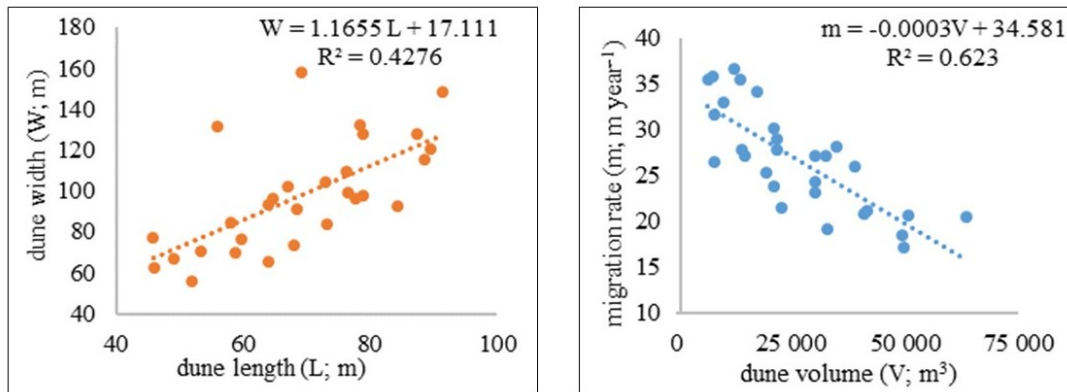 W = 1.1655 L + 17.111
R² = 0.4276
180
160
140
120
100
80
60
40
dune width (W; m)
40 60 80 100
dune length (L; m)
m = -0.0003V + 34.581
R² = 0.623
40
35
30
25
20
15
10
migration rate (m; m year⁻¹)
0 25 000 50 000 75 000
dune volume (V; m³)